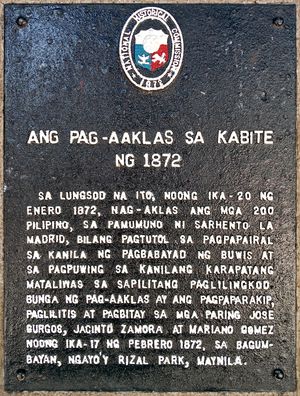 NATIONAL HISTORICAL COMMISSION
ANG PAG-AAKLAS SA KABITE
NG 1872
SA LUNGSOD NA ITO, NOONG IKA-20 NG
ENERO 1872, NAG-AKLAS ANG MGA 200
PILIPINO, SA PAMUMUNO NI SARHENTO LA
MADRID, BILANG PAGTUTOL SA PAGPAPAIRAL
SA KANILA NG PAGBABAYAD NG BUWIS AT
SA PAGPUWING SA KANILANG KARAPATANG
MATALIWAS SA SAPILITANG PAGLILINGKOD.
BUNGA NG PAG-AAKLAS AY ANG PAGPAPARAKIP,
PAGLILITIS AT PAGBITAY SA MGA PARING JOSE
BURGOS, JACINTO ZAMORA AT MARIANO GOMEZ
NOONG IKA-17 NG PEBRERO 1872, SA BAGUM-
BAYAN, NGAYO'Y RIZAL PARK, MAYNILA.